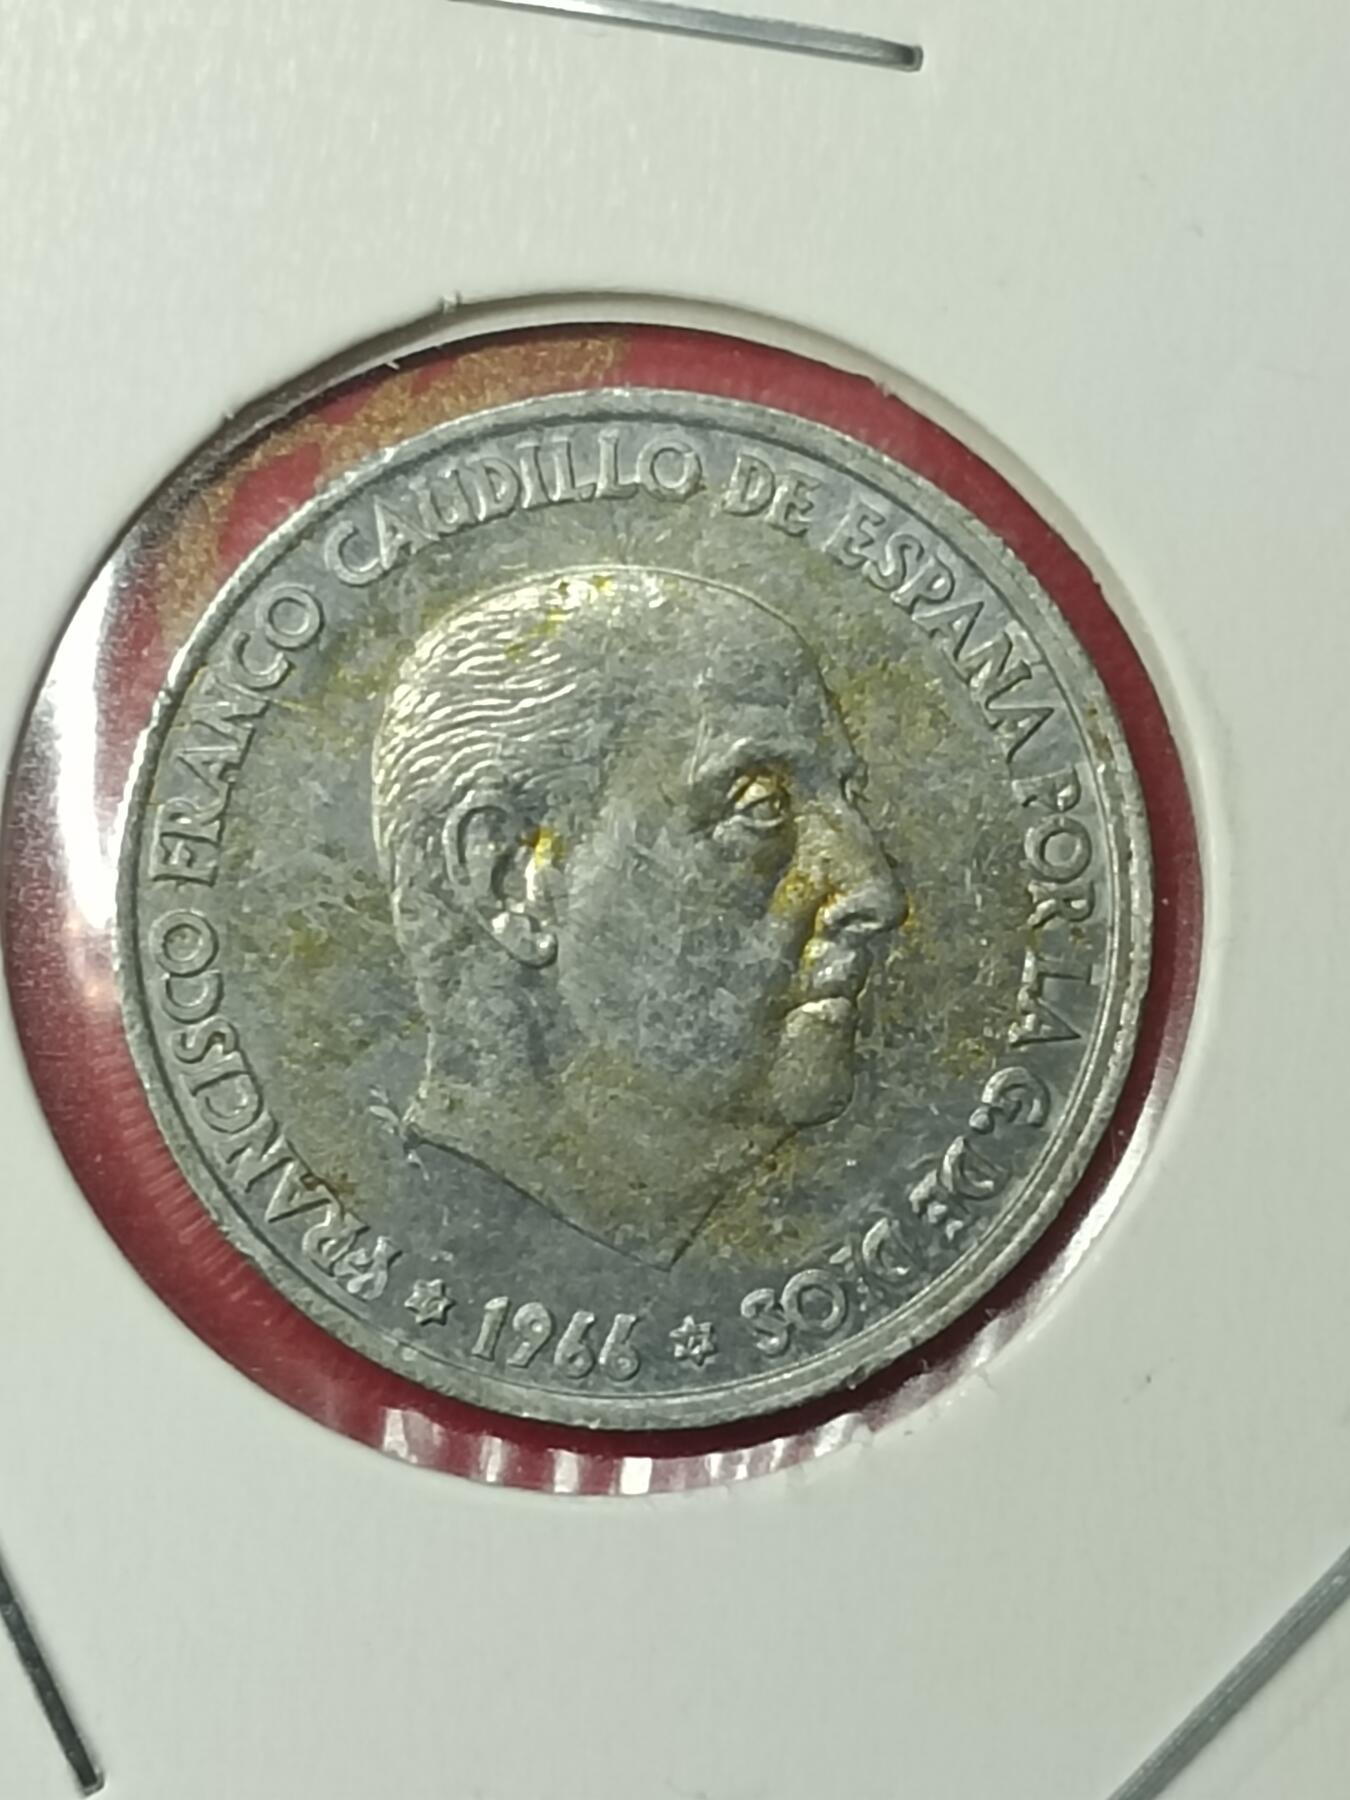 FRANCISCO FRANCO CAUDILLO DE ESPAÑA POR LA G. DE DIOS
1966